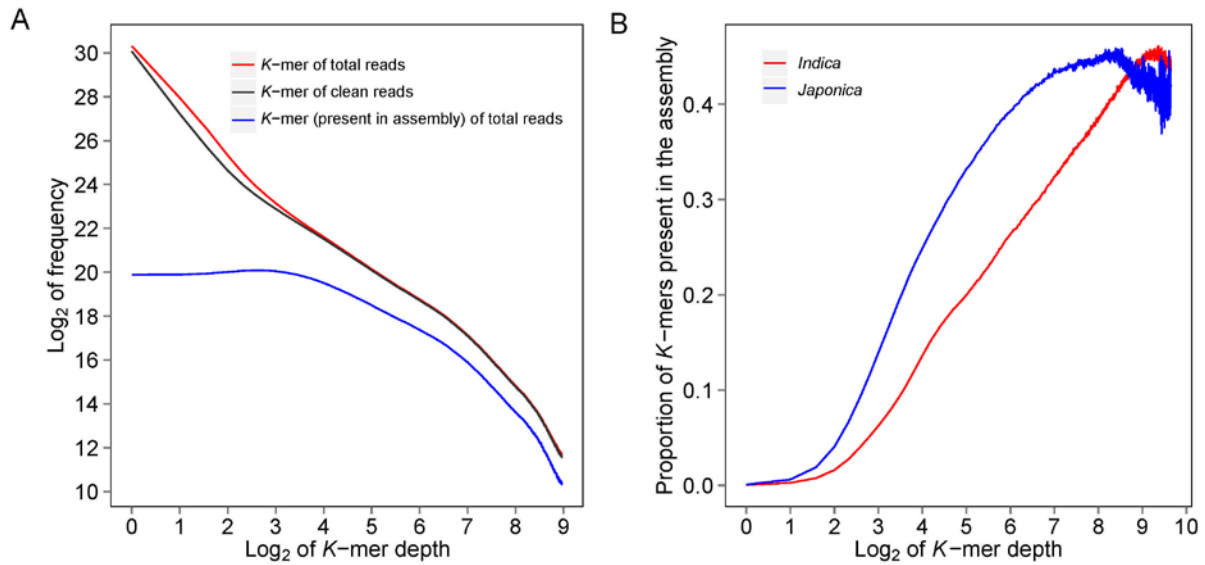 A
Log2 of frequency
30
28
26
24
22
20
18
16
14
12
10
K-mer of total reads
K-mer of clean reads
K-mer (present in assembly) of total reads
0 1 2 3 4 5 6 7 8 9
Log2 of K-mer depth
B
Proportion of K-mers present in the assembly
0.4
0.3
0.2
0.1
0.0
Indica
Japonica
0 1 2 3 4 5 6 7 8 9 10
Log2 of K-mer depth